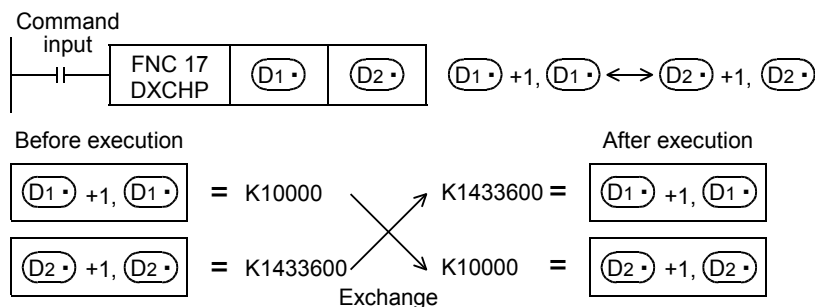 Command
input
FNC 17
DXCHP
D1• D2• D1• +1, D1• ↔ D2• +1, D2•
Before execution After execution
D1• +1, D1• = K10000 K1433600 = D1• +1, D1•
D2• +1, D2• = K1433600 K10000 = D2• +1, D2•
Exchange